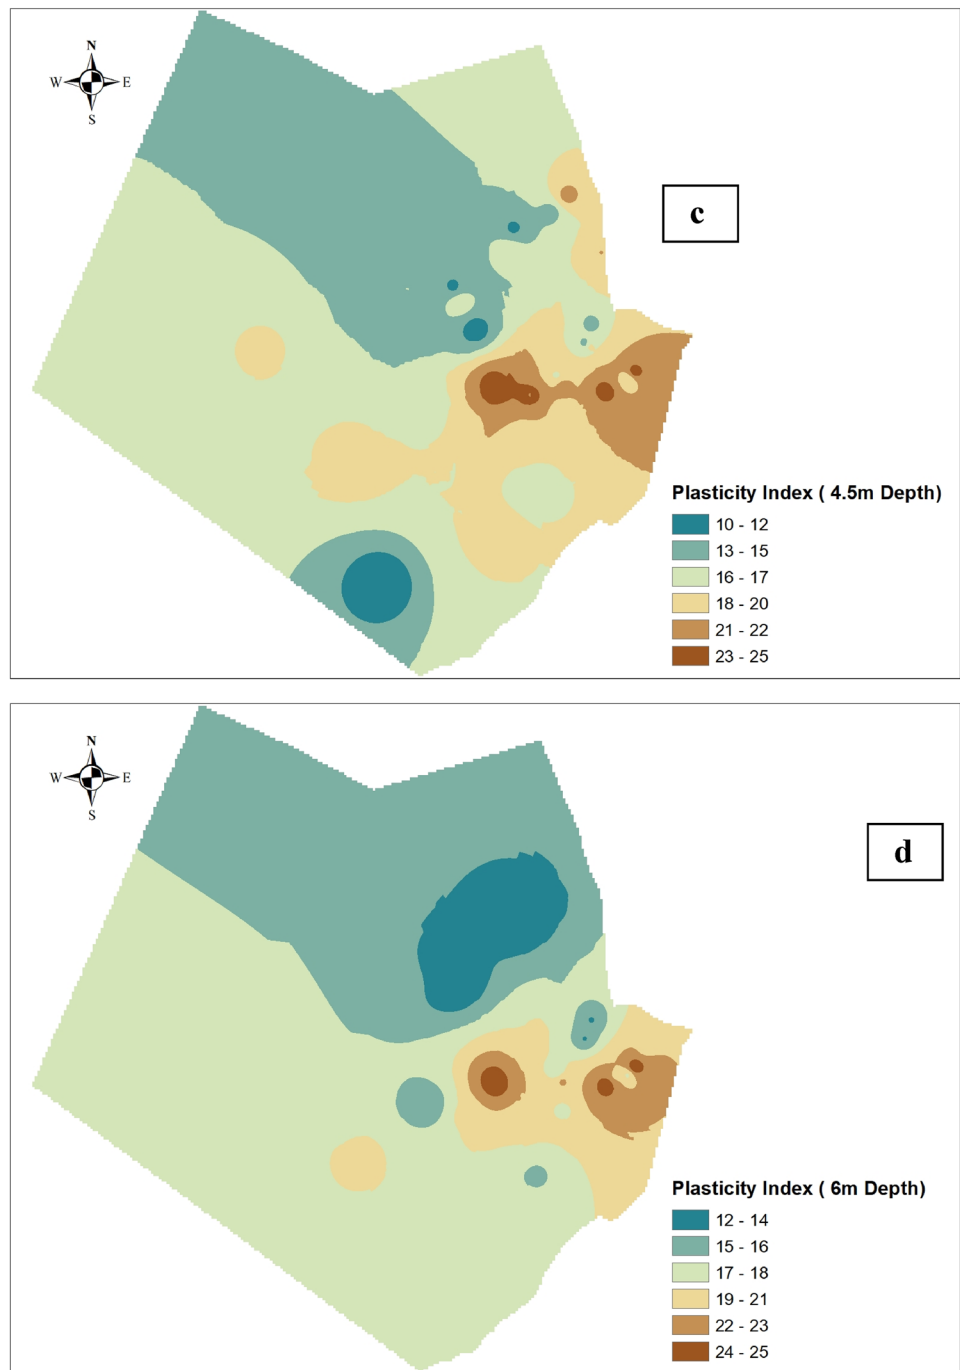 N
W E
S
c
Plasticity Index ( 4.5m Depth)
10 - 12
13 - 15
16 - 17
18 - 20
21 - 22
23 - 25
N
W E
S
d
Plasticity Index ( 6m Depth)
12 - 14
15 - 16
17 - 18
19 - 21
22 - 23
24 - 25